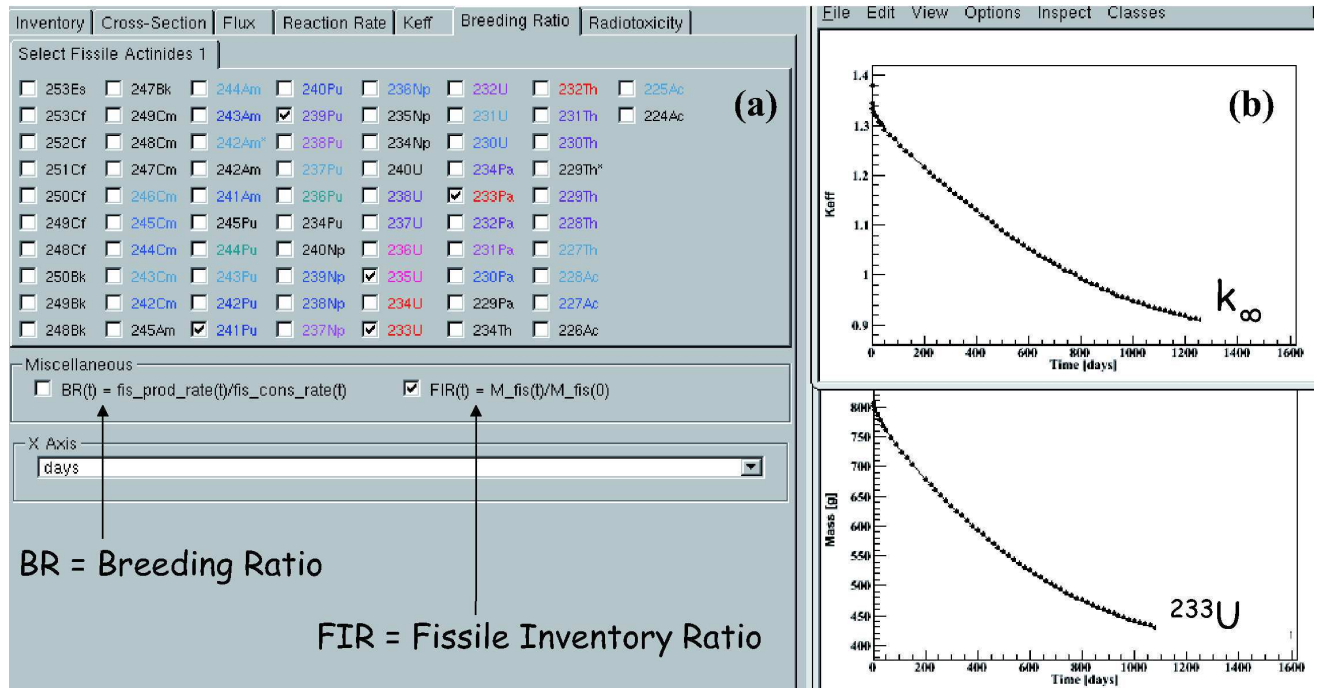 Inventory Cross-Section Flux Reaction Rate Keff Breeding Ratio Radiotoxicity
Select Fissile Actinides 1
253Es 247Bk 244Am 240Pu 236Np 232U 232Th 225Ac
253Cf 249Cm 243Am 239Pu 235Np 231U 231Th 224Ac
252Cf 248Cm 242Am* 238Pu 234Np 230U 230Th
251Cf 247Cm 242Am 237Pu 240U 234Pa 229Th*
250Cf 246Cm 241Am 236Pu 238U 233Pa 229Th
249Cf 245Cm 245Pu 234Pu 237U 232Pa 228Th
248Cf 244Cm 244Pu 240Np 236U 231Pa 227Th
250Bk 243Cm 243Pu 239Np 235U 230Pa 228Ac
249Bk 242Cm 242Pu 238Np 234U 229Pa 227Ac
248Bk 245Am 241Pu 237Np 233U 234Th 226Ac
(a)
Miscellaneous
BR(t) = fis_prod_rate(t)/fis_cons_rate(t) FIR(t) = M_fis(t)/M_fis(0)
X Axis
days
BR = Breeding Ratio
FIR = Fissile Inventory Ratio
File Edit View Options Inspect Classes
(b)
1.4
1.3
1.2
1.1
1
0.9
Keff
k∞
0 200 400 600 800 1000 1200 1400 1600
Time [days]
800
750
700
650
600
550
500
450
400
Mass [g]
233U
0 200 400 600 800 1000 1200 1400 1600
Time [days]